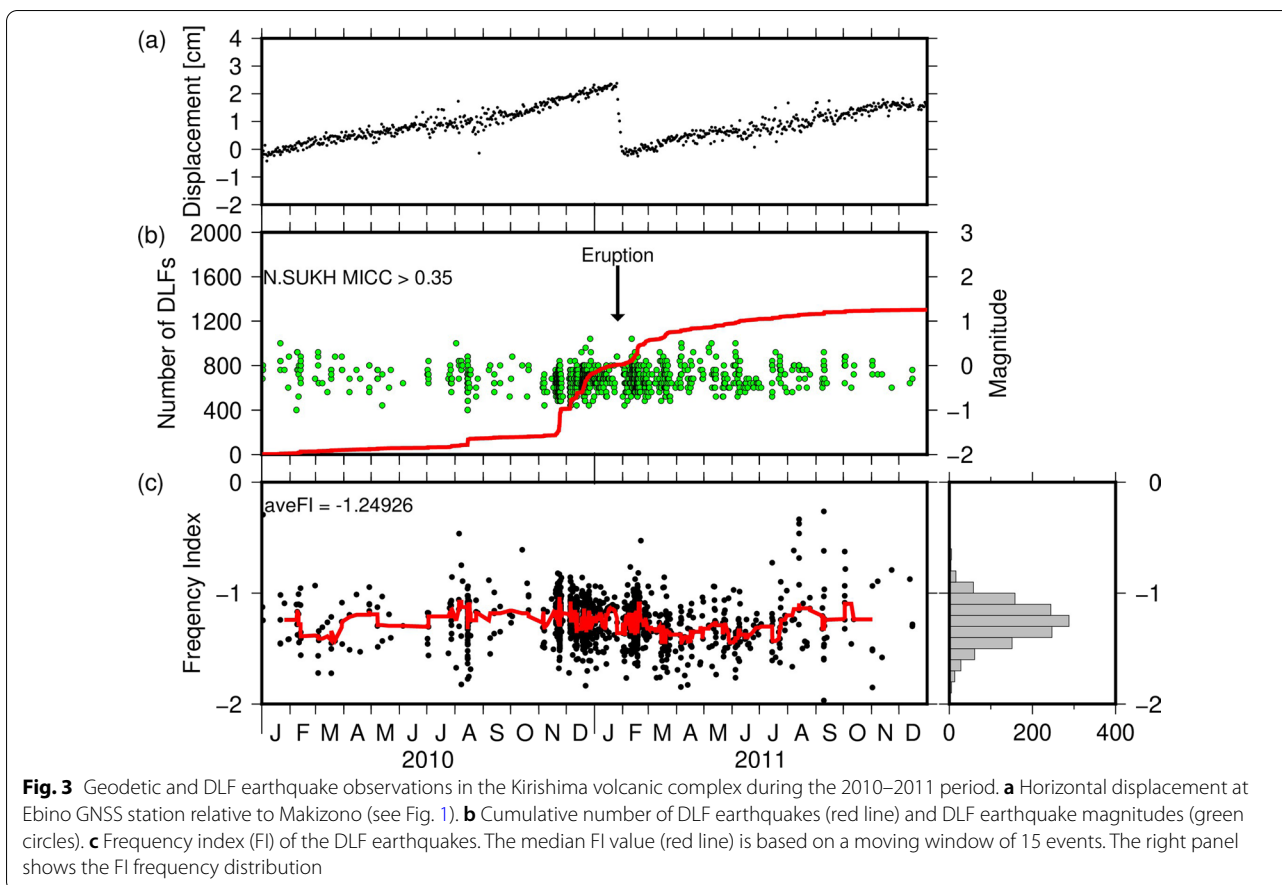 (a)
Displacement [cm]
4
3
2
1
0
−1
−2
(b)
Number of DLFs
2000
1600
1200
800
400
0
N.SUKH MICC > 0.35
Eruption
3
2
1
0
−1
−2
Magnitude
(c)
Freqency Index
0
−1
−2
aveFI = -1.24926
J F M A M J J A S O N D J F M A M J J A S O N D
2010 2011
0
−1
−2
0 200 400
Fig. 3 Geodetic and DLF earthquake observations in the Kirishima volcanic complex during the 2010–2011 period. a Horizontal displacement at
Ebino GNSS station relative to Makizono (see Fig. 1). b Cumulative number of DLF earthquakes (red line) and DLF earthquake magnitudes (green
circles). c Frequency index (FI) of the DLF earthquakes. The median FI value (red line) is based on a moving window of 15 events. The right panel
shows the FI frequency distribution